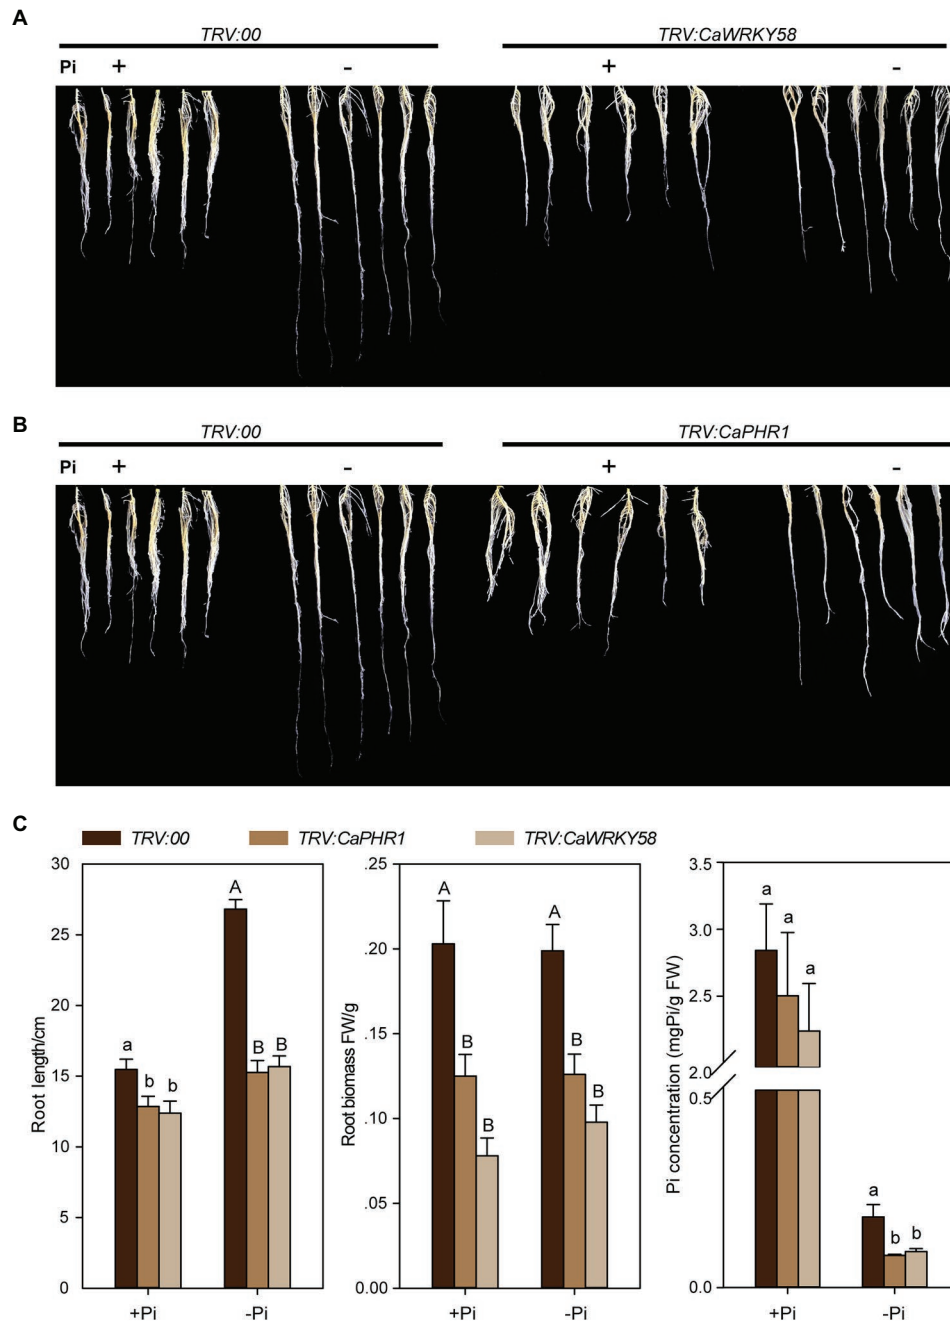 A
TRV:00 TRV:CaWRKY58
Pi + - + -
B
TRV:00 TRV:CaPHR1
Pi + - + -
C
TRV:00 TRV:CaPHR1 TRV:CaWRKY58
Root length/cm
30
25
20
15
10
5
0
a b b A B B
+Pi -Pi
Root biomass FW/g
.25
.20
.15
.10
.05
0.00
A B B A B B
+Pi -Pi
Pi concentration (mgPi/g FW)
3.5
3.0
2.5
2.0
0.5
0.0
a a a a b b
+Pi -Pi